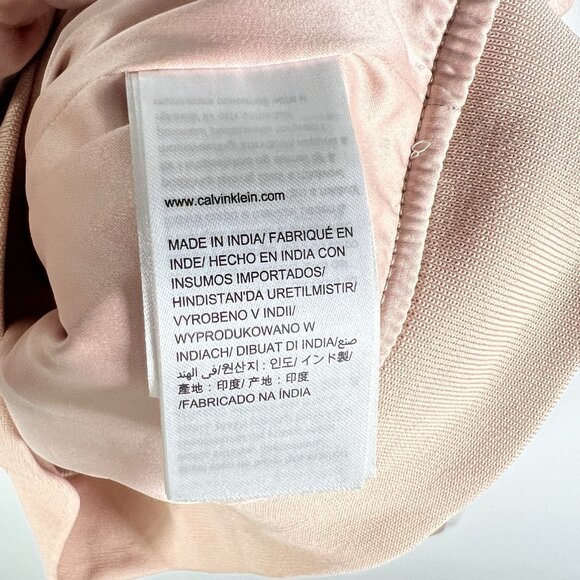 www.calvinklein.com
MADE IN INDIA/ FABRIQUÉ EN
INDE/ HECHO EN INDIA CON
INSUMOS IMPORTADOS/
HINDISTAN'DA URETILMISTIR/
VYROBENO V INDII/
WYPRODUKOWANO W
INDIACH/ DIBUAT DI INDIA/صنع
في الهند/원산지 : 인도/ インド製/
產地 : 印度/ 产地 : 印度
/FABRICADO NA ÍNDIA